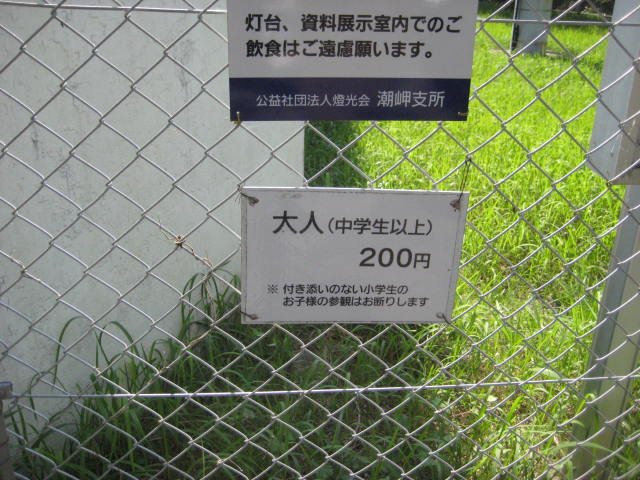 灯台、資料展示室内でのご
飲食はご遠慮願います。
公益社団法人燈光会 潮岬支所
大人(中学生以上)
200円
※ 付き添いのない小学生の
お子様の参観はお断りします